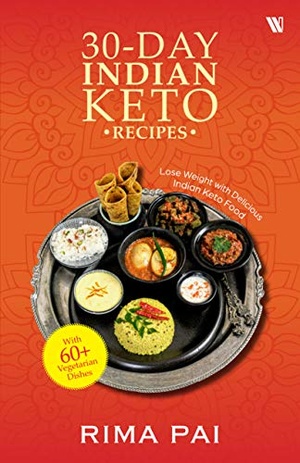 W
30-DAY
INDIAN
KETO
• RECIPES •
Lose Weight with Delicious
Indian Keto Food
With
60+
Vegetarian
Dishes
RIMA PAI